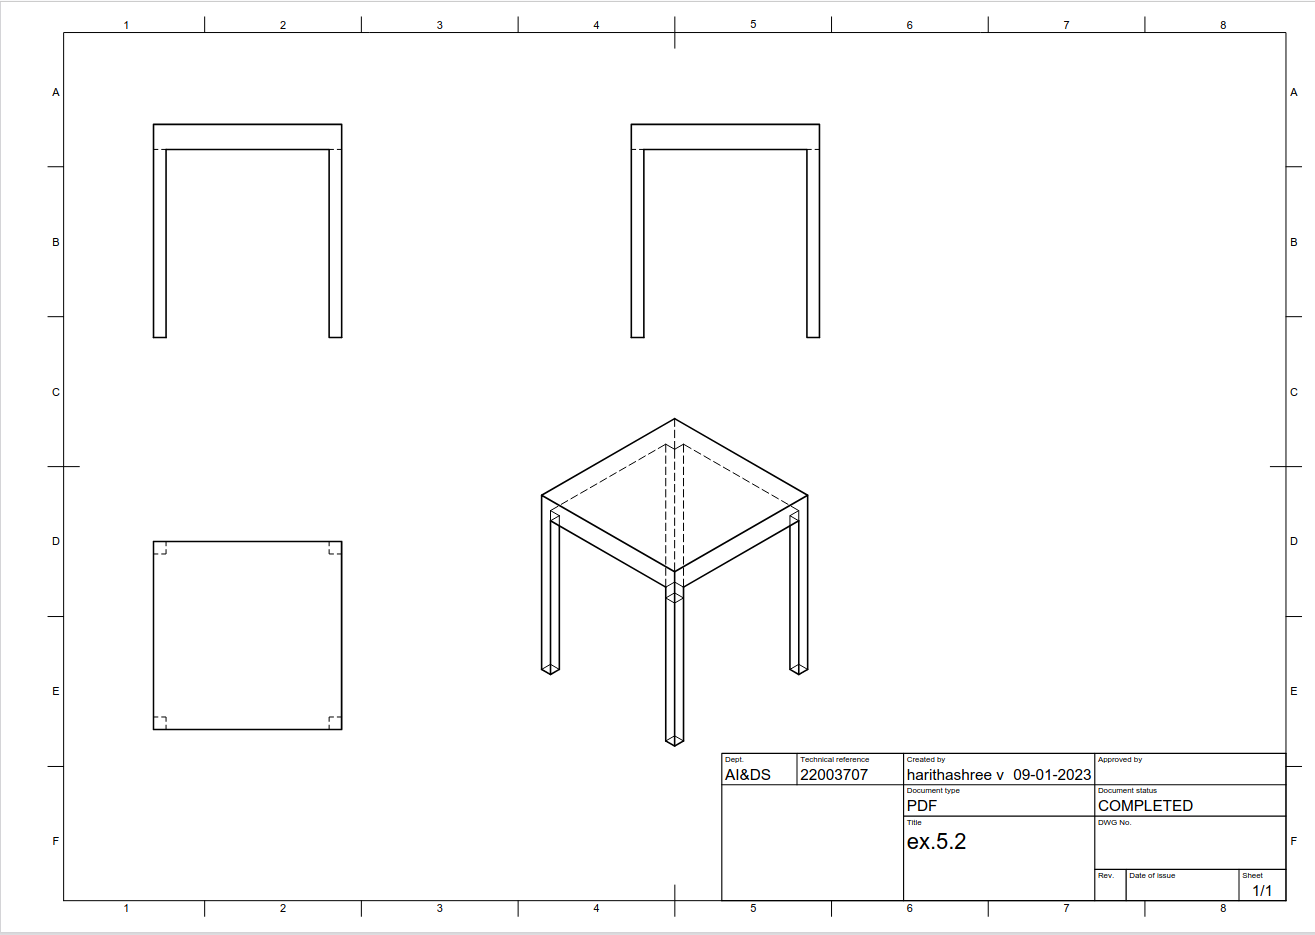 1 2 3 4 5 6 7 8
A A
B B
C C
D D
E E
Dept. Technical reference Created by Approved by
AI&DS 22003707 harithashree v 09-01-2023
Document type Document status
PDF COMPLETED
Title DWG No.
F ex.5.2 F
Rev. Date of issue Sheet
1/1
1 2 3 4 5 6 7 8